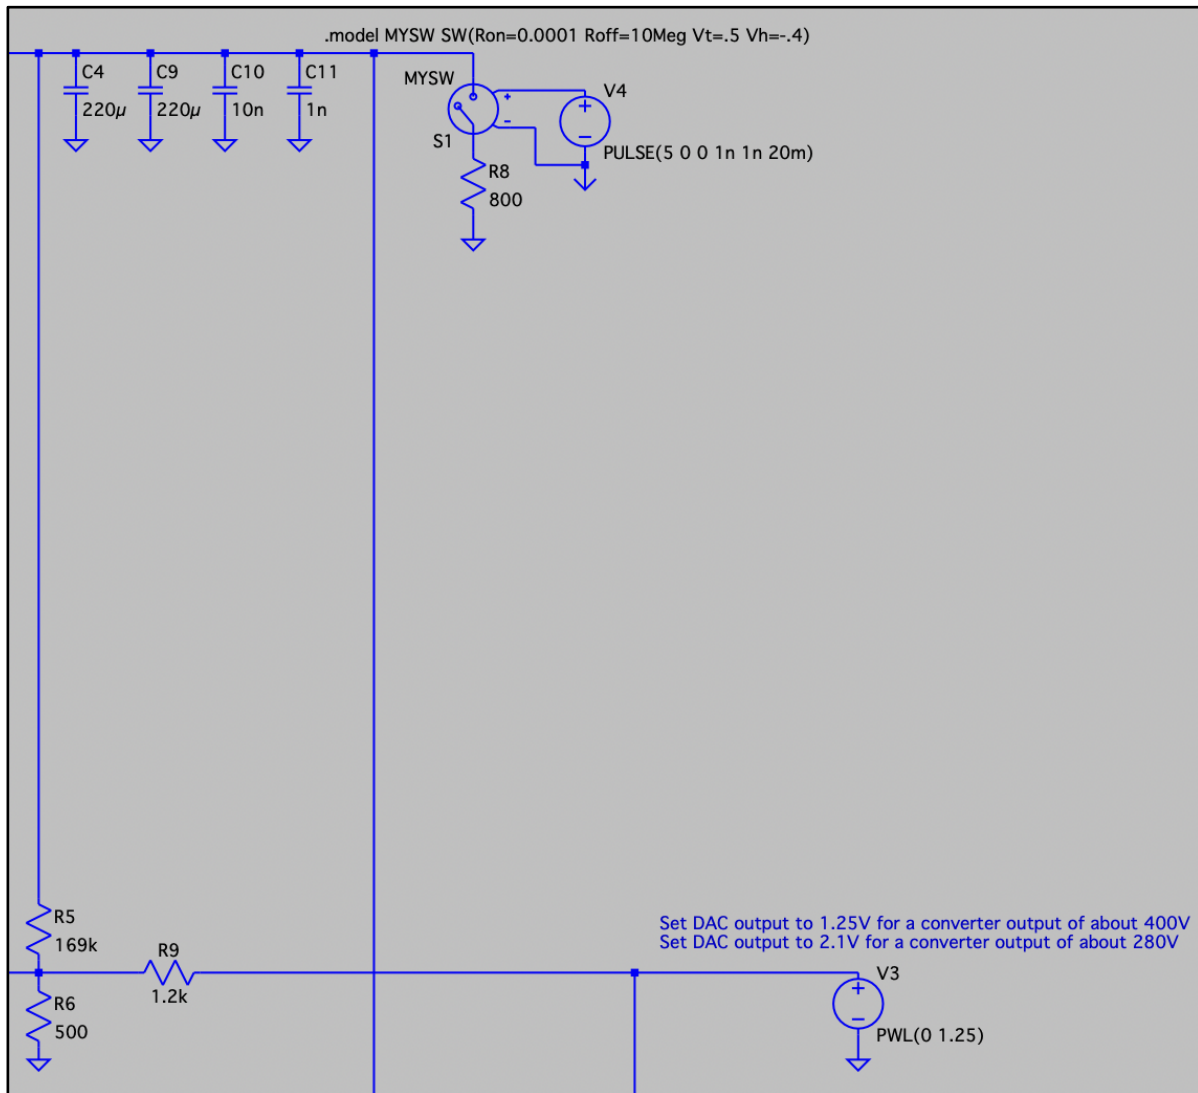 .model MYSW SW(Ron=0.0001 Roff=10Meg Vt=.5 Vh=-.4)
C4
220µ
C9
220µ
C10
10n
C11
1n
MYSW
S1
+
-
V4
+
-
PULSE(5 0 0 1n 1n 20m)
R8
800
R5
169k
R9
1.2k
R6
500
Set DAC output to 1.25V for a converter output of about 400V
Set DAC output to 2.1V for a converter output of about 280V
V3
+
-
PWL(0 1.25)